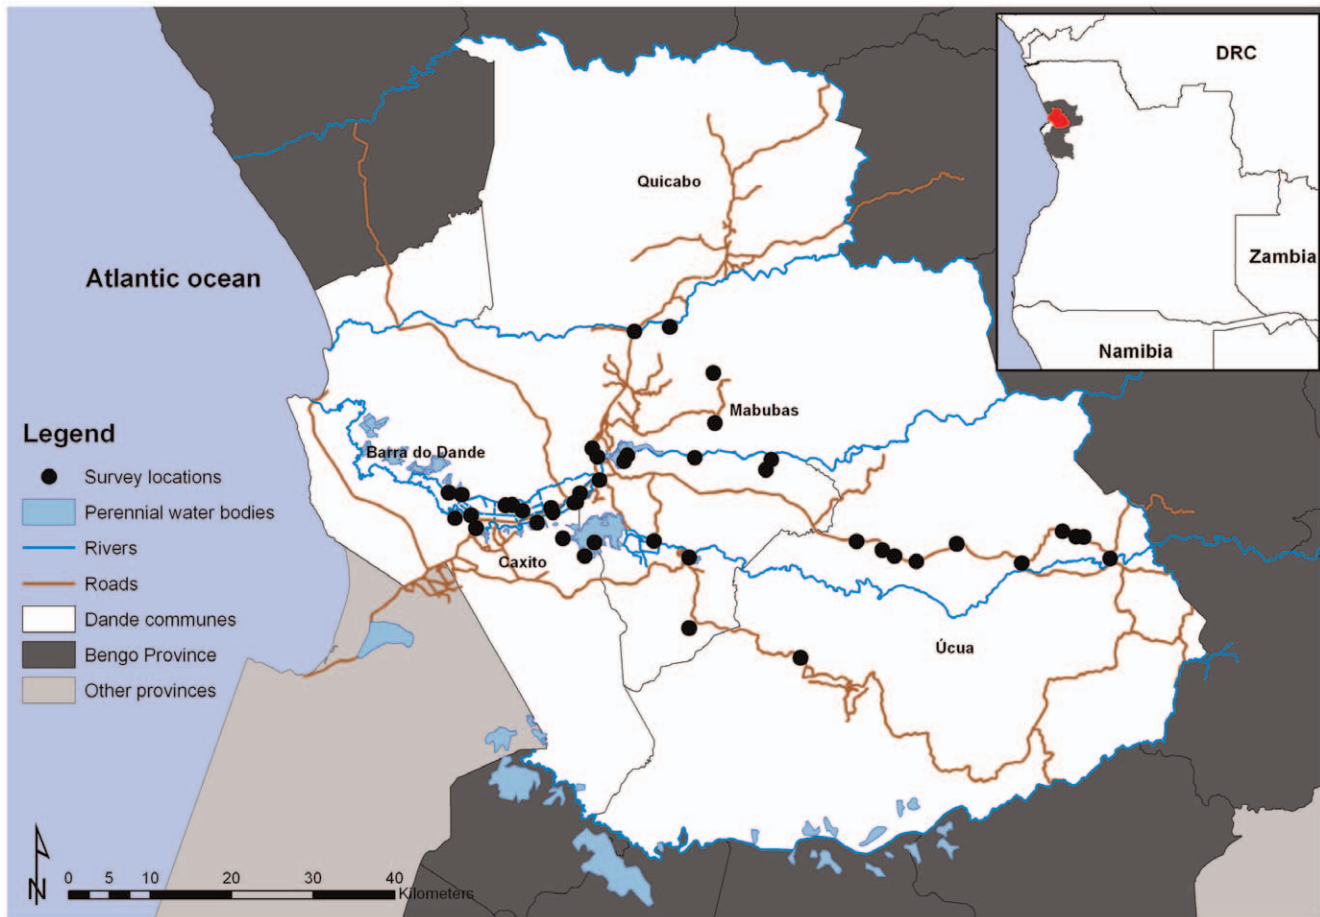 DRC
Quicabo
Zambia
Atlantic ocean
Namibia
Mabubas
Legend
Barra do Dande
Survey locations
Perennial water bodies
Rivers
Caxito
Roads
Dande communes
Úcua
Bengo Province
Other provinces
N
0 5 10 20 30 40
Kilometers